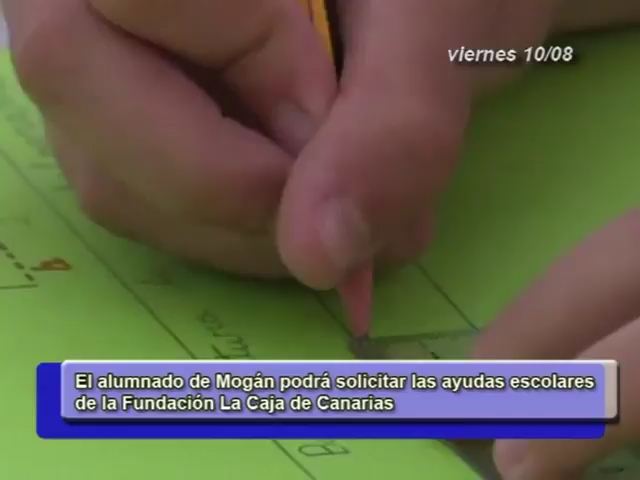 viernes 10/08
El alumnado de Mogán podrá solicitar las ayudas escolares
de la Fundación La Caja de Canarias